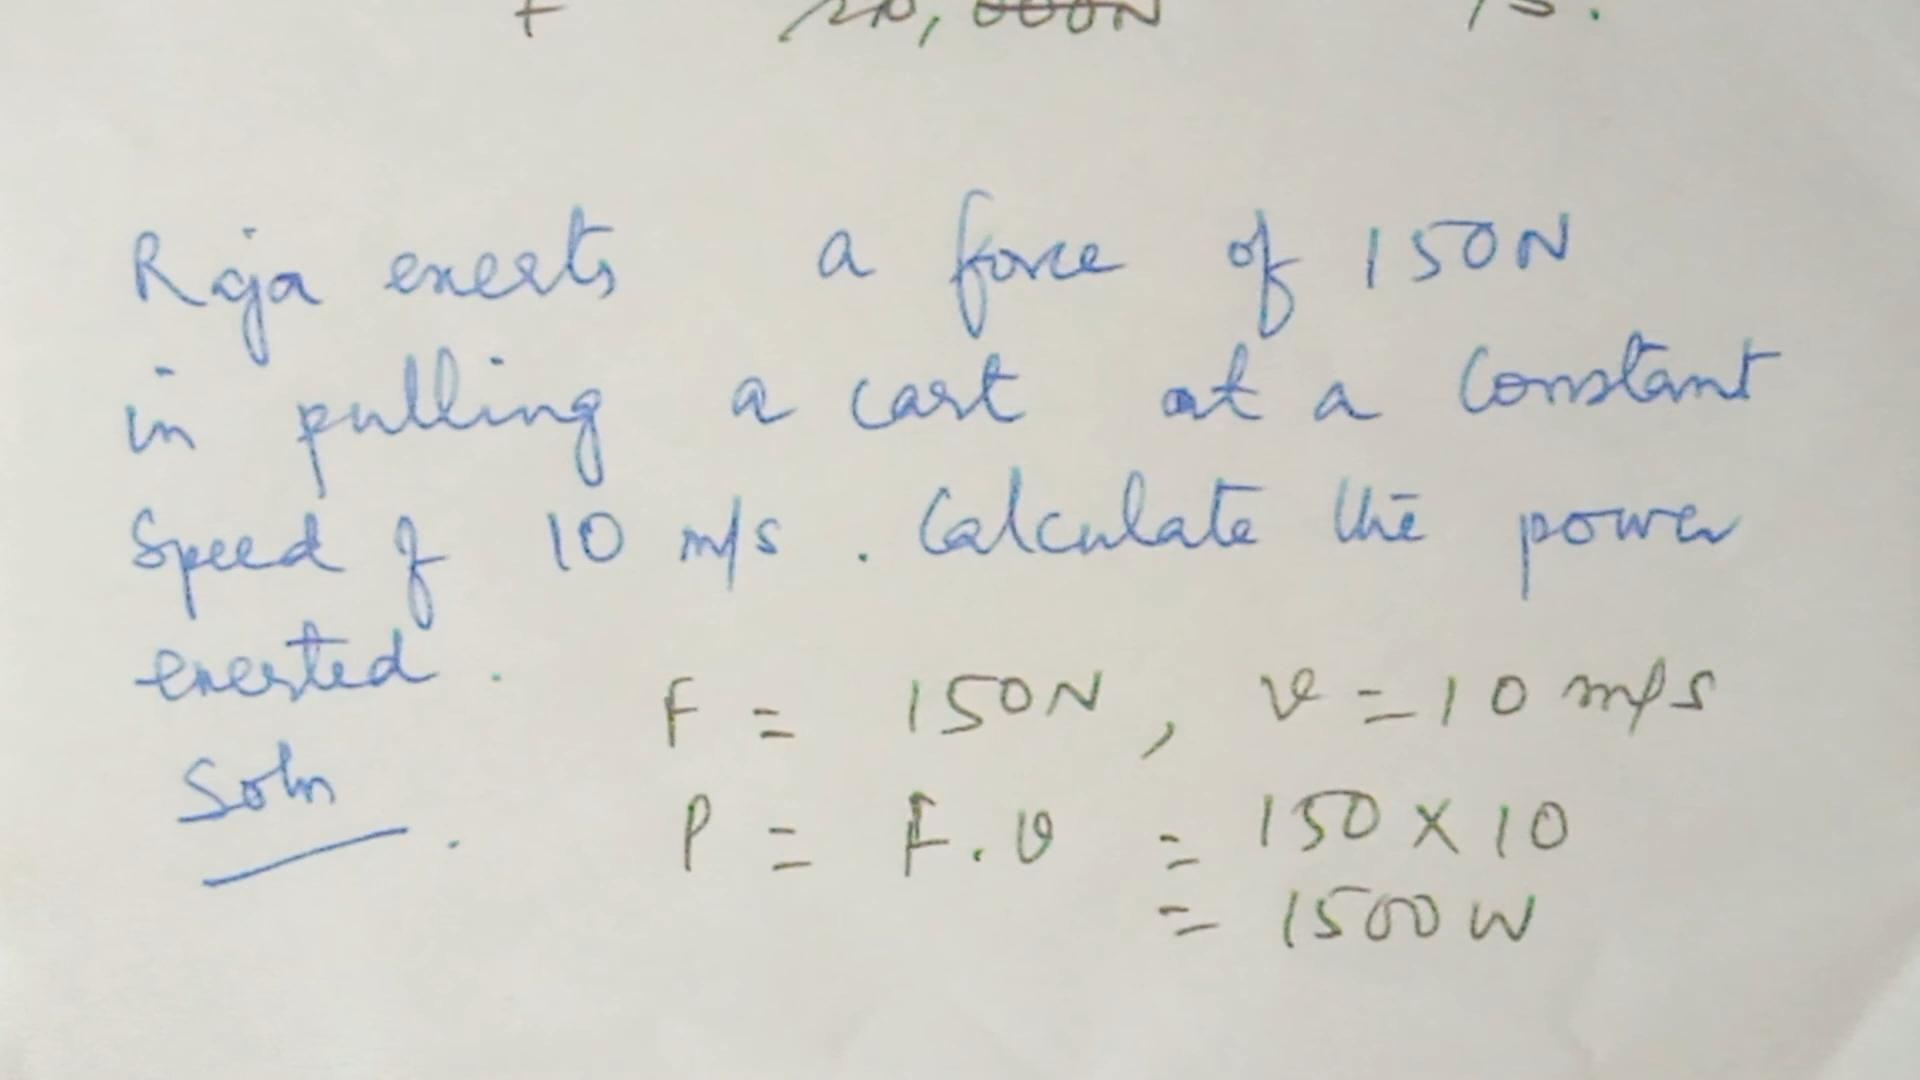 Raja exerts a force of 150N
in pulling a cart at a constant
Speed of 10 m/s. Calculate the power
exerted.
F = 150N, v = 10 m/s
Soln.
P = F.v = 150 x 10
= 1500 W